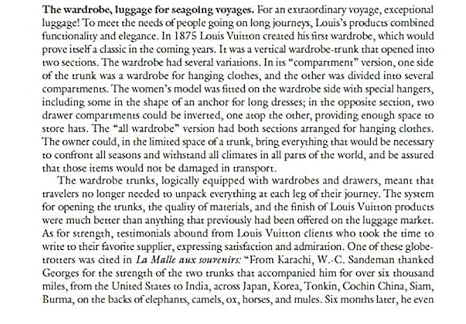 The wardrobe, luggage for seagoing voyages. For an extraordinary voyage, exceptional
luggage! To meet the needs of people going on long journeys, Louis's products combined
functionality and elegance. In 1875 Louis Vuitton created his first wardrobe, which would
prove itself a classic in the coming years. It was a vertical wardrobe-trunk that opened into
two sections. The wardrobe had several variations. In its "compartment" version, one side
of the trunk was a wardrobe for hanging clothes, and the other was divided into several
compartments. The women's model was fitted on the wardrobe side with special hangers,
including some in the shape of an anchor for long dresses; in the opposite section, two
drawer compartments could be inverted, one atop the other, providing enough space to
store hats. The "all wardrobe" version had both sections arranged for hanging clothes.
The owner could, in the limited space of a trunk, bring everything that would be necessary
to confront all seasons and withstand all climates in all parts of the world, and be assured
that those items would not be damaged in transport.
The wardrobe trunks, logically equipped with wardrobes and drawers, meant that
travelers no longer needed to unpack everything at each leg of their journey. The system
for opening the trunks, the quality of materials, and the finish of Louis Vuitton products
were much better than anything that previously had been offered on the luggage market.
As for strength, testimonials abound from Louis Vuitton clients who took the time to
write to their favorite supplier, expressing satisfaction and admiration. One of these globe-
trotters was cited in La Malle aux souvenirs: "From Karachi, W.-C. Sandeman thanked
Georges for the strength of the two trunks that accompanied him for over six thousand
miles, from the United States to India, across Japan, Korea, Tonkin, Cochin China, Siam,
Burma, on the backs of elephants, camels, ox, horses, and mules. Six months later, he even